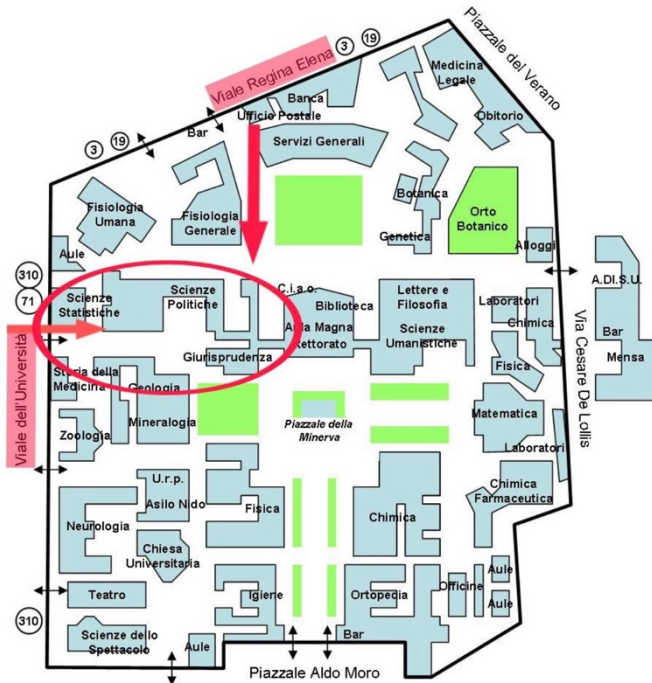 Viale Regina Elena
3
19
Piazzale del Verano
Medicina
Legale
Banca
Ufficio Postale
Obitorio
Bar
Servizi Generali
3
19
Botanica
Fisiologia
Umana
Fisiologia
Generale
Orto
Botanico
Genetica
Aule
Alloggi
310
71
Scienze
Statistiche
Scienze
Politiche
C.i.a.o.
Biblioteca
Aula Magna
Rettorato
Lettere e
Filosofia
Scienze
Umanistiche
Laboratori
Chimica
A.DI.S.U.
Bar
Mensa
Via Cesare De Lollis
Viale dell'Università
Giurisprudenza
Storia della
Medicina
Geologia
Fisica
Mineralogia
Zoologia
Piazzale della
Minerva
Matematica
Laboratori
U.r.p.
Asilo Nido
Fisica
Chimica
Chimica
Farmaceutica
Neurologia
Chiesa
Universitaria
Teatro
Igiene
Ortopedia
Officine
Aule
Aule
310
Scienze dello
Spettacolo
Aule
Bar
Piazzale Aldo Moro